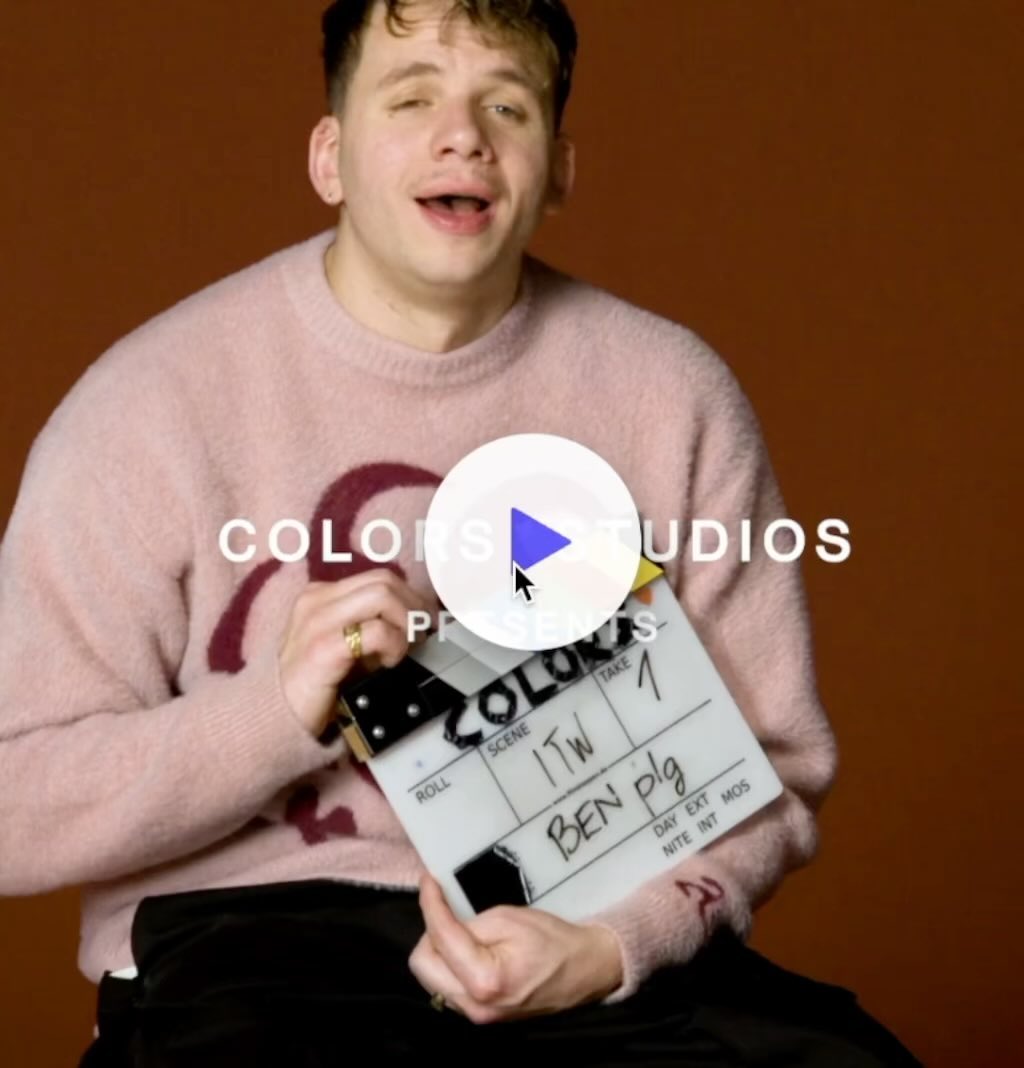 COLORS STUDIOS
PRESENTS
COLORS
ROLL
SCENE
ITW
TAKE
1
BEN plg
DAY EXT MOS
NITE INT